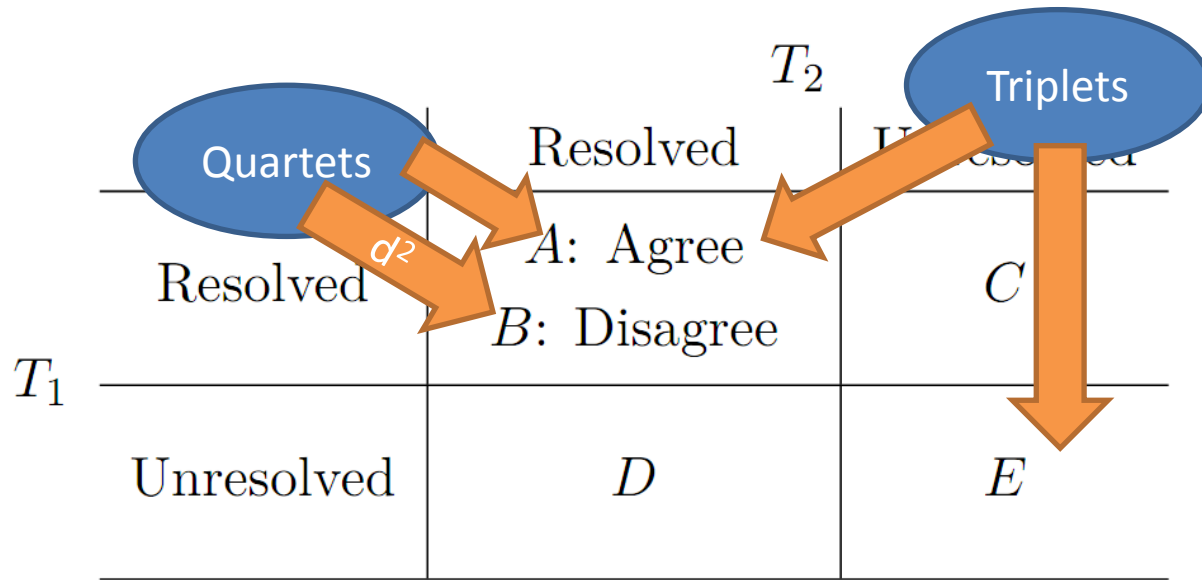 T₂
Triplets
Quartets
Resolved
d²
A: Agree
Resolved
C
B: Disagree
T₁
Unresolved
D
E